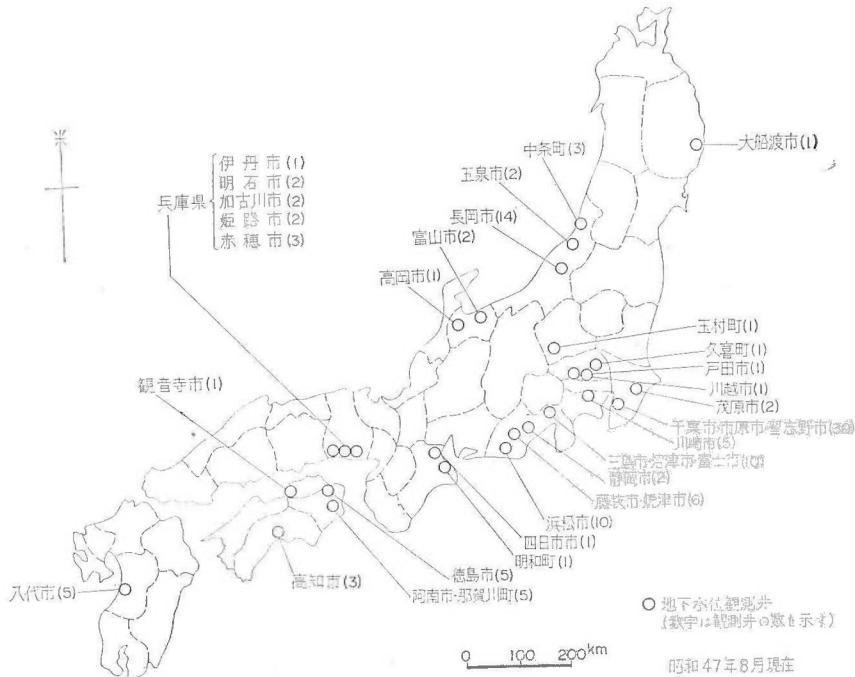 大船渡市(1)
中条町(3)
五泉市(2)
長岡市(14)
富山市(2)
高岡市(1)
兵庫県
伊丹市(1)
明石市(2)
加古川市(2)
姫路市(2)
赤穂市(3)
観音寺市(1)
玉村町(1)
久喜町(1)
戸田市(1)
川越市(1)
茂原市(2)
千葉市・市原市・習志野市
川崎市(5)
三島市・沼津市・富士市
静岡市(2)
藤枝市・焼津市(6)
浜松市(10)
四日市市(1)
明和町(1)
徳島市(5)
阿南市・那賀川町(5)
高知市(3)
八代市(5)
地下水位観測井
(数字は観測井の数を示す)
0 100 200km
昭和47年8月現在